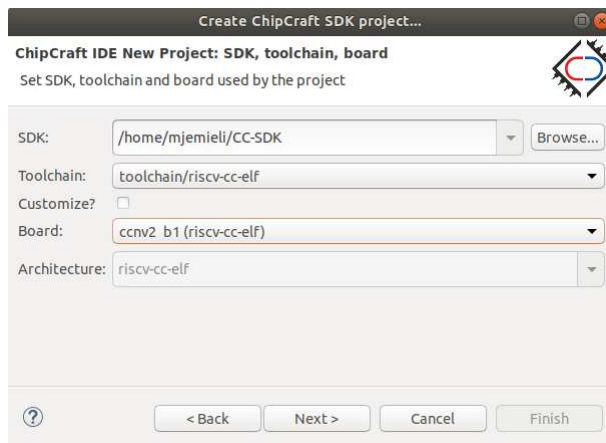 Create ChipCraft SDK project...
ChipCraft IDE New Project: SDK, toolchain, board
Set SDK, toolchain and board used by the project
SDK: /home/mjemieli/CC-SDK Browse...
Toolchain: toolchain/riscv-cc-elf
Customize?
Board: ccnv2_b1 (riscv-cc-elf)
Architecture: riscv-cc-elf
? < Back Next > Cancel Finish